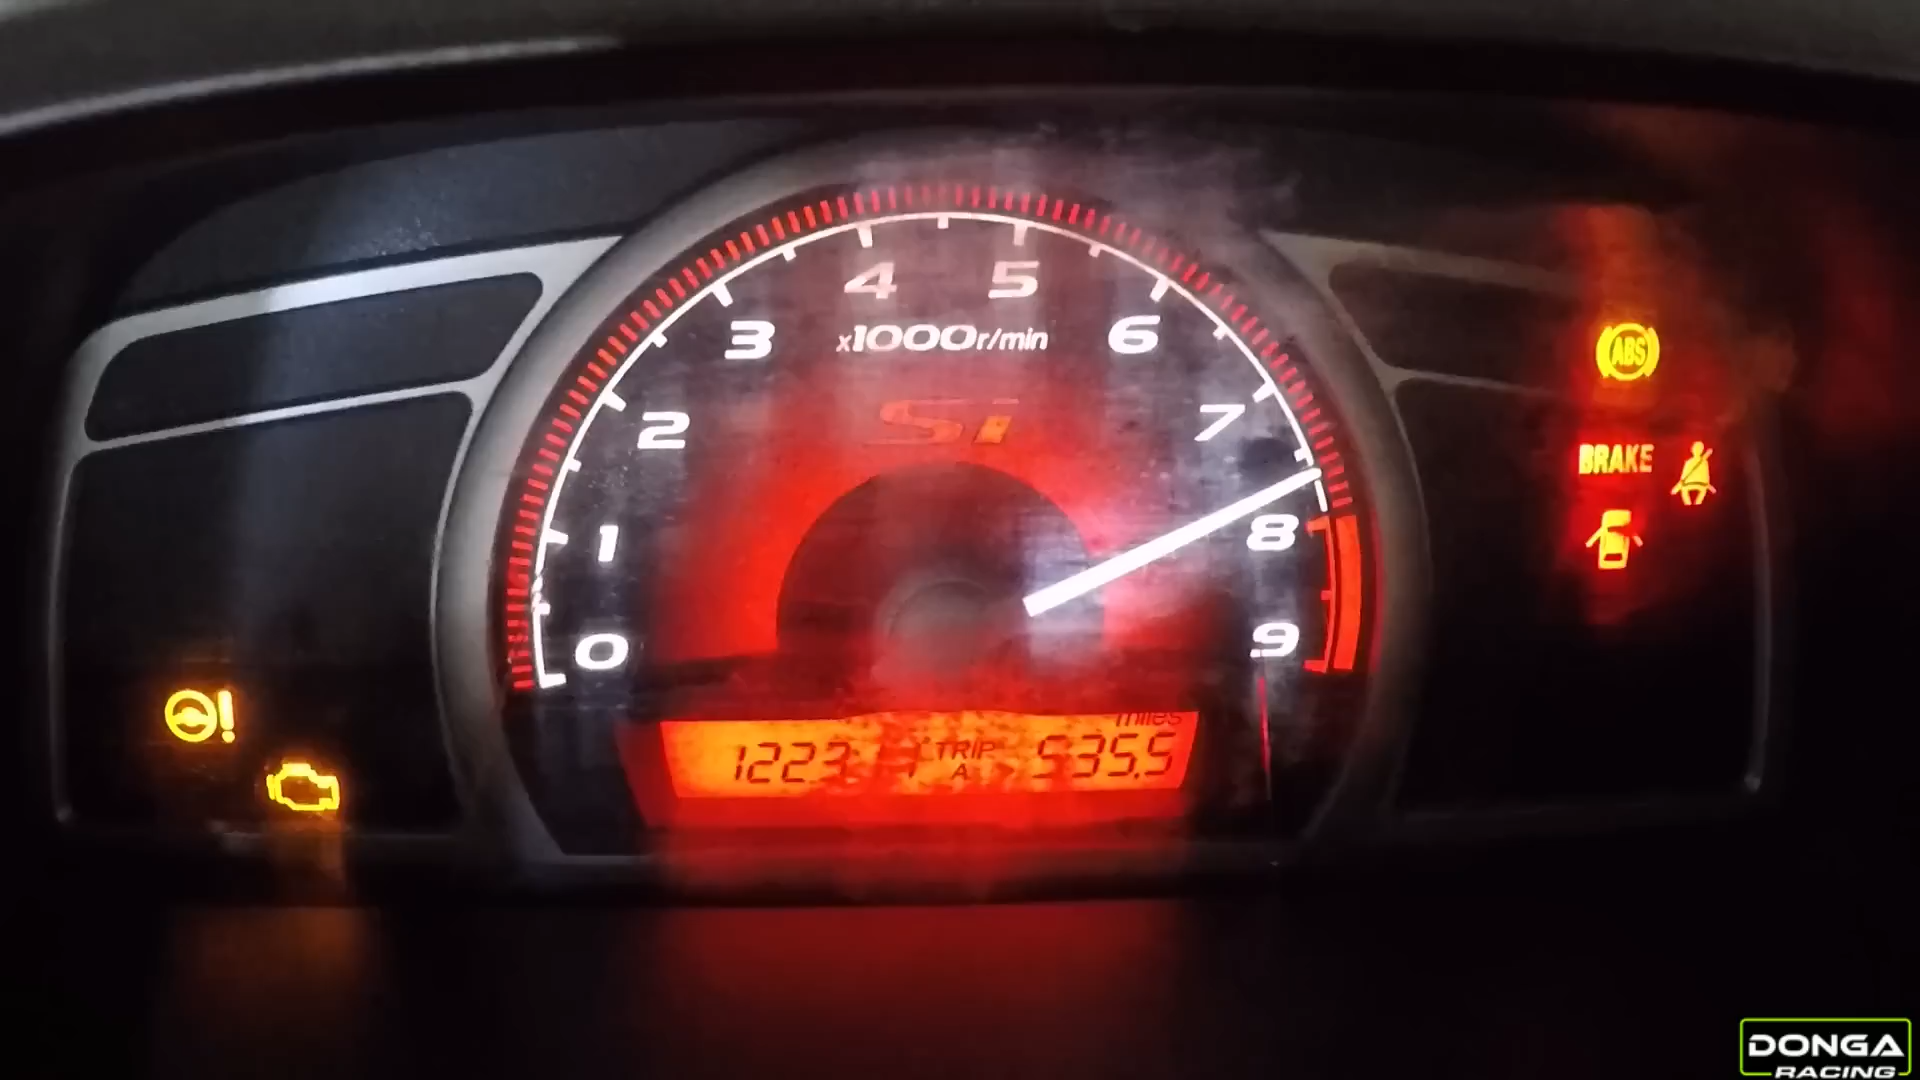 4 5
3 x1000r/min 6
Si
2 7
1 8
0 9
ABS
BRAKE
miles
TRIP 535.5
A
DONGA
RACING